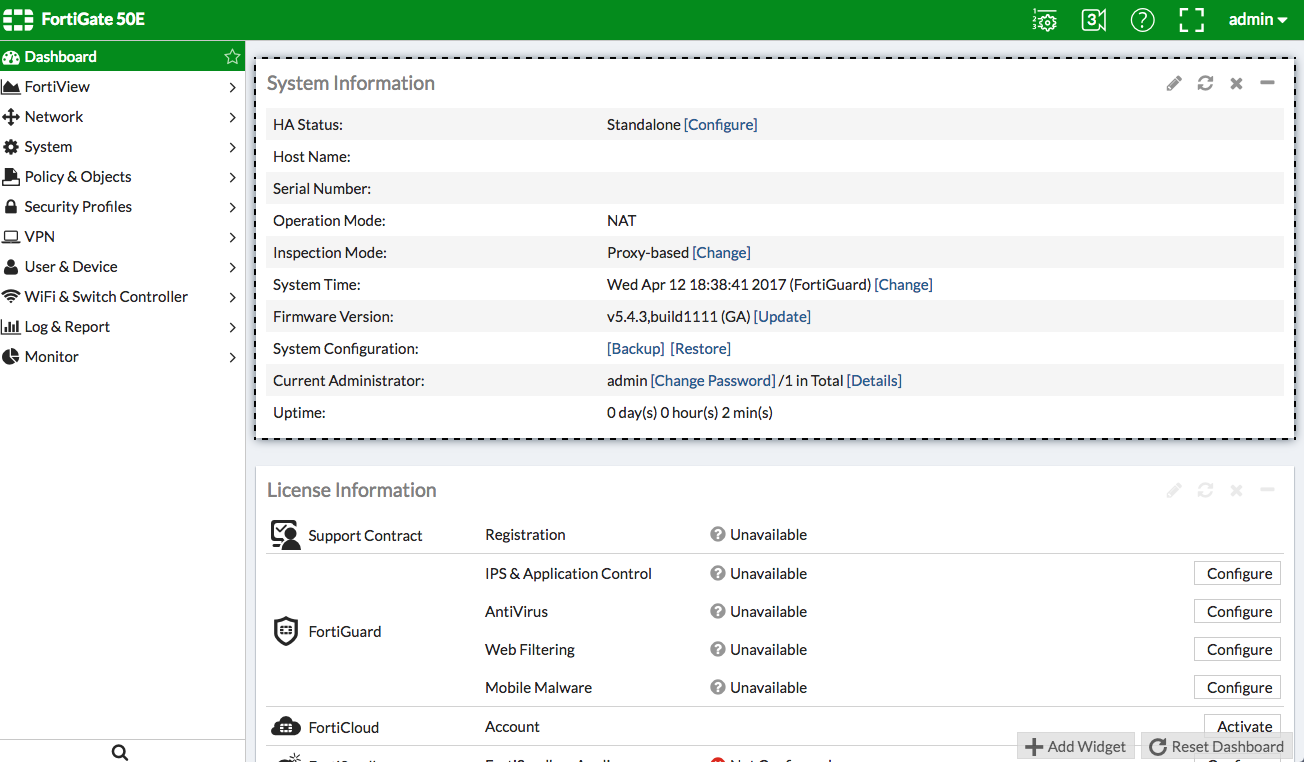 FortiGate 50E
3
admin
Dashboard
FortiView
Network
System
Policy & Objects
Security Profiles
VPN
User & Device
WiFi & Switch Controller
Log & Report
Monitor
System Information
HA Status: Standalone [Configure]
Host Name:
Serial Number:
Operation Mode: NAT
Inspection Mode: Proxy-based [Change]
System Time: Wed Apr 12 18:38:41 2017 (FortiGuard) [Change]
Firmware Version: v5.4.3,build1111 (GA) [Update]
System Configuration: [Backup] [Restore]
Current Administrator: admin [Change Password] /1 in Total [Details]
Uptime: 0 day(s) 0 hour(s) 2 min(s)
License Information
Support Contract Registration Unavailable
IPS & Application Control Unavailable Configure
AntiVirus Unavailable Configure
FortiGuard
Web Filtering Unavailable Configure
Mobile Malware Unavailable Configure
FortiCloud Account Activate
Add Widget Reset Dashboard